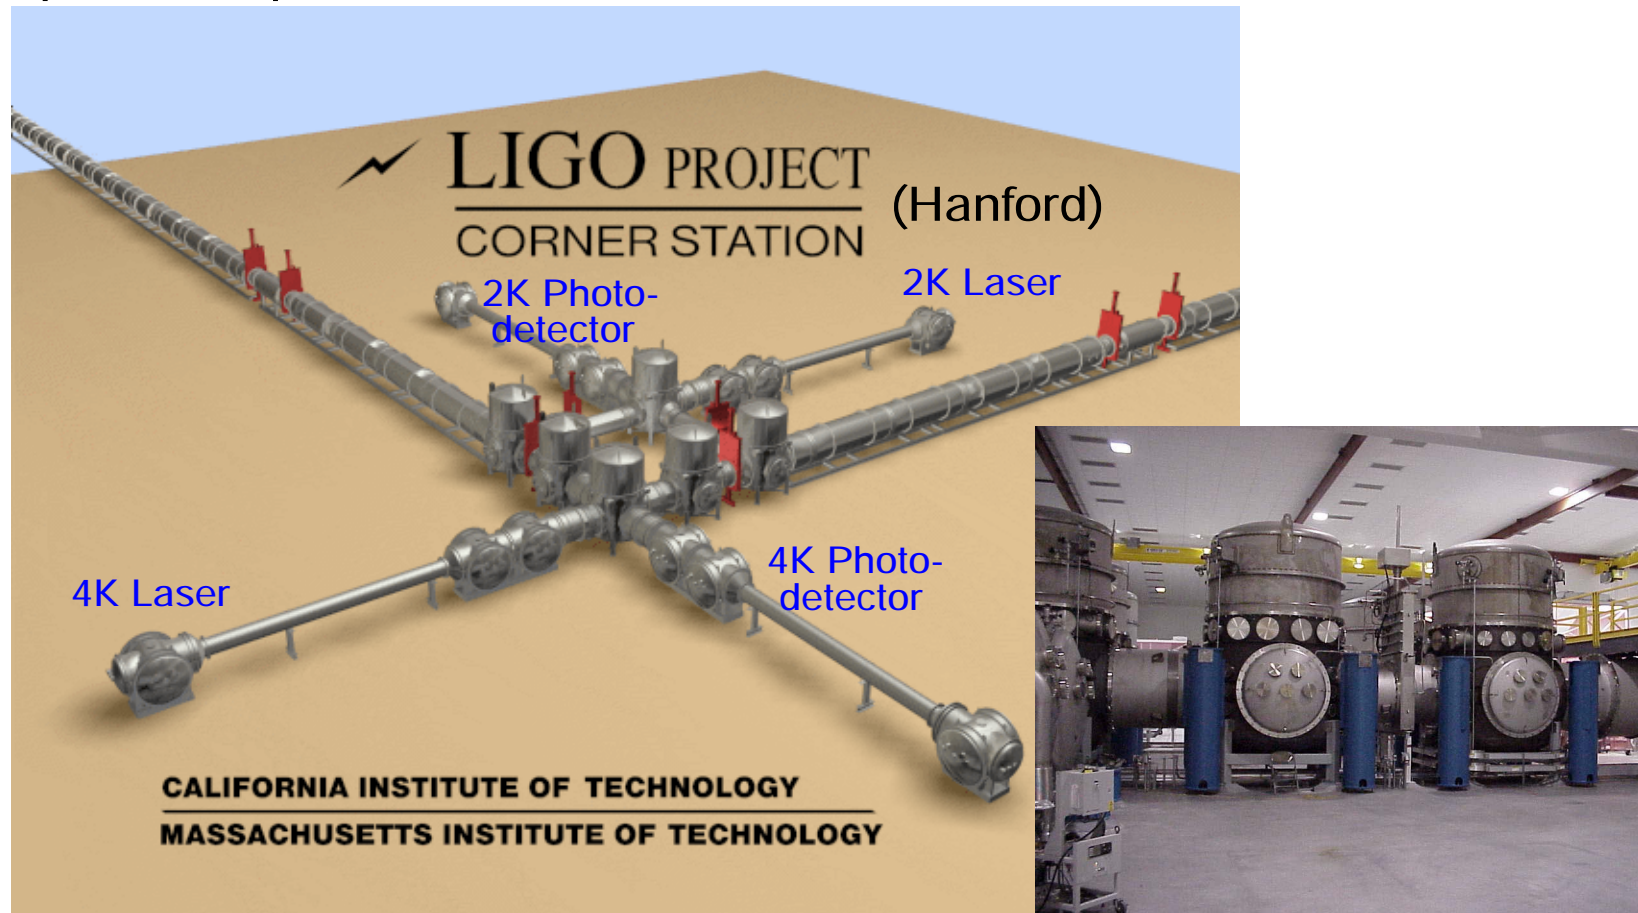 LIGO PROJECT
(Hanford)
CORNER STATION
2K Photo-
detector
2K Laser
4K Photo-
detector
4K Laser
CALIFORNIA INSTITUTE OF TECHNOLOGY
MASSACHUSETTS INSTITUTE OF TECHNOLOGY